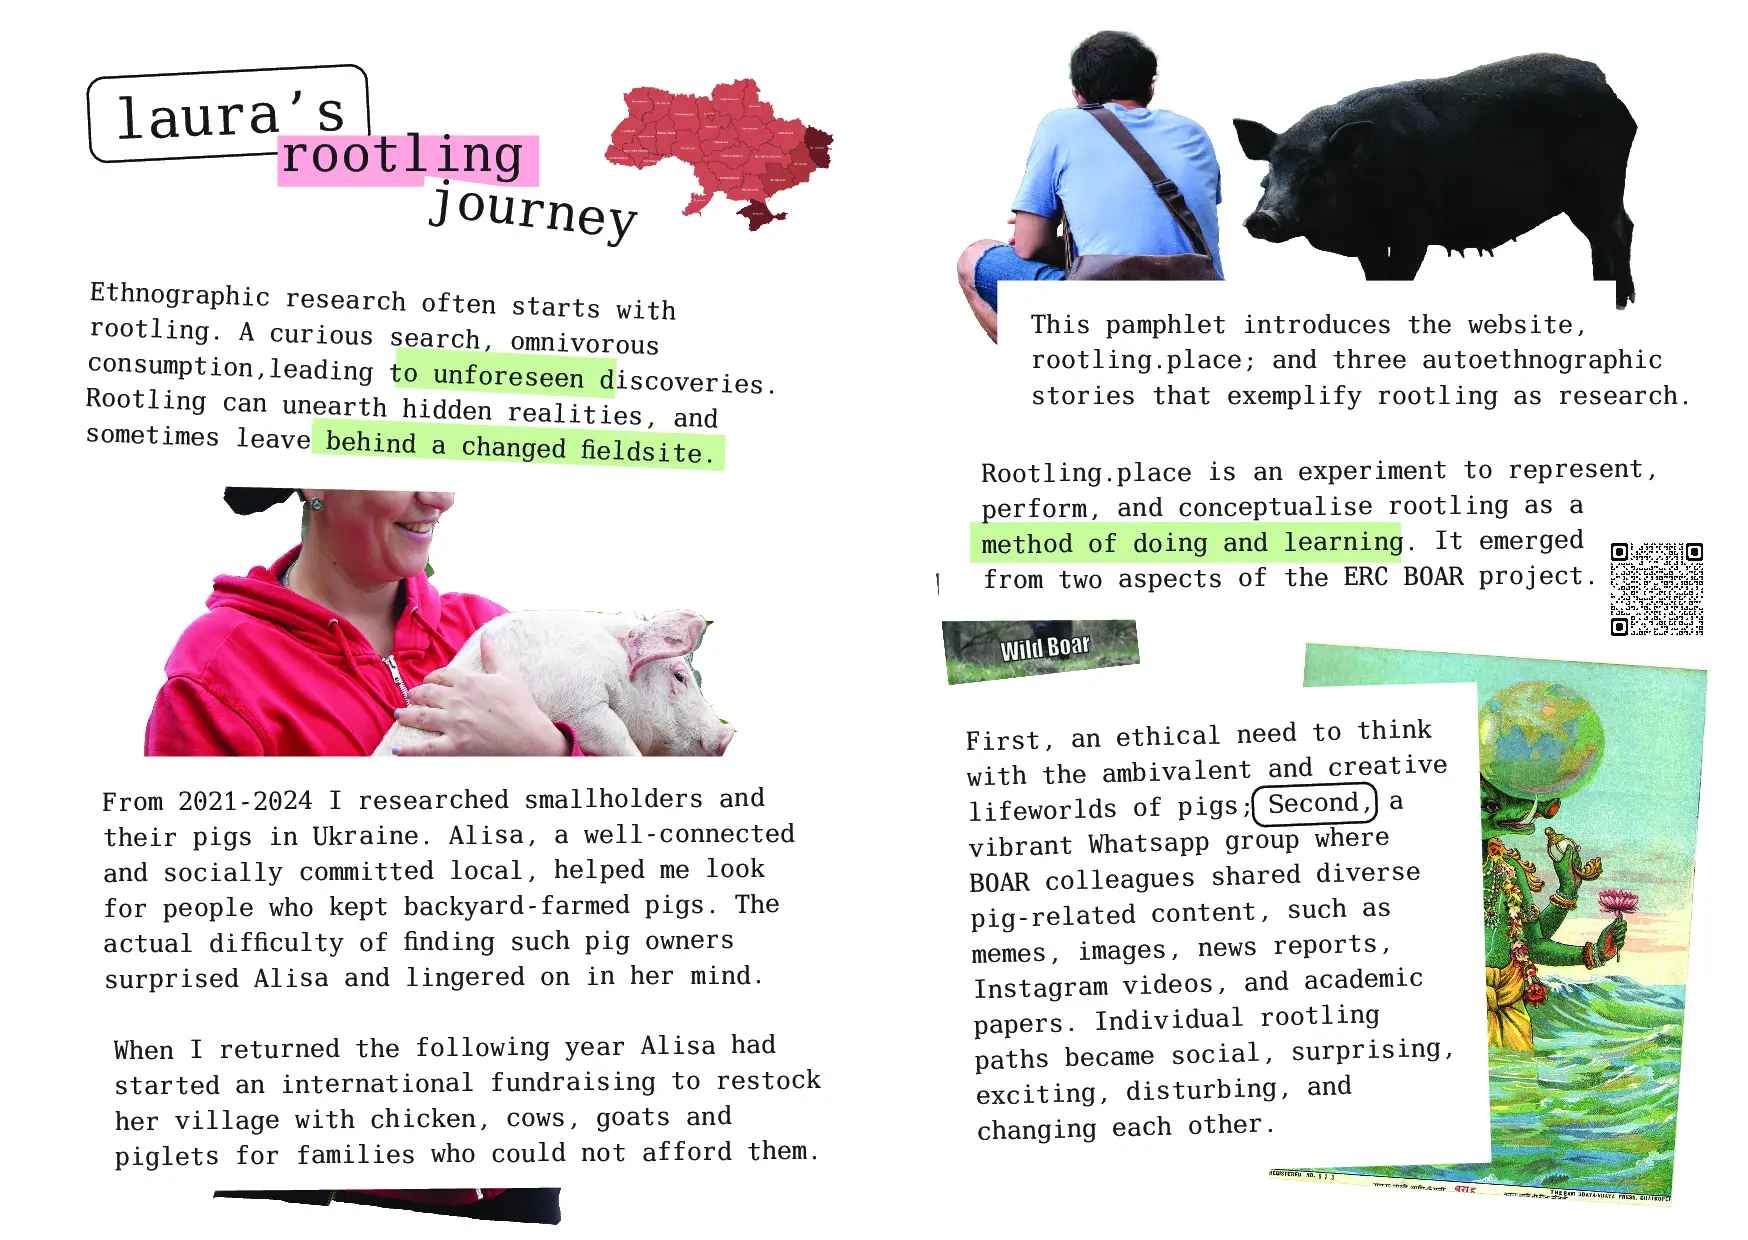 laura’s
rootling
journey
Ethnographic research often starts with
rootling. A curious search, omnivorous
consumption,leading to unforeseen discoveries.
Rootling can unearth hidden realities, and
sometimes leave behind a changed fieldsite.
From 2021-2024 I researched smallholders and
their pigs in Ukraine. Alisa, a well-connected
and socially committed local, helped me look
for people who kept backyard-farmed pigs. The
actual difficulty of finding such pig owners
surprised Alisa and lingered on in her mind.
When I returned the following year Alisa had
started an international fundraising to restock
her village with chicken, cows, goats and
piglets for families who could not afford them.
This pamphlet introduces the website,
rootling.place; and three autoethnographic
stories that exemplify rootling as research.
Rootling.place is an experiment to represent,
perform, and conceptualise rootling as a
method of doing and learning. It emerged
from two aspects of the ERC BOAR project.
Wild Boar
First, an ethical need to think
with the ambivalent and creative
lifeworlds of pigs; Second, a
vibrant Whatsapp group where
BOAR colleagues shared diverse
pig-related content, such as
memes, images, news reports,
Instagram videos, and academic
papers. Individual rootling
paths became social, surprising,
exciting, disturbing, and
changing each other.
REGISTERED NO.
वराह
THE RAVI UDAYA PRESS,